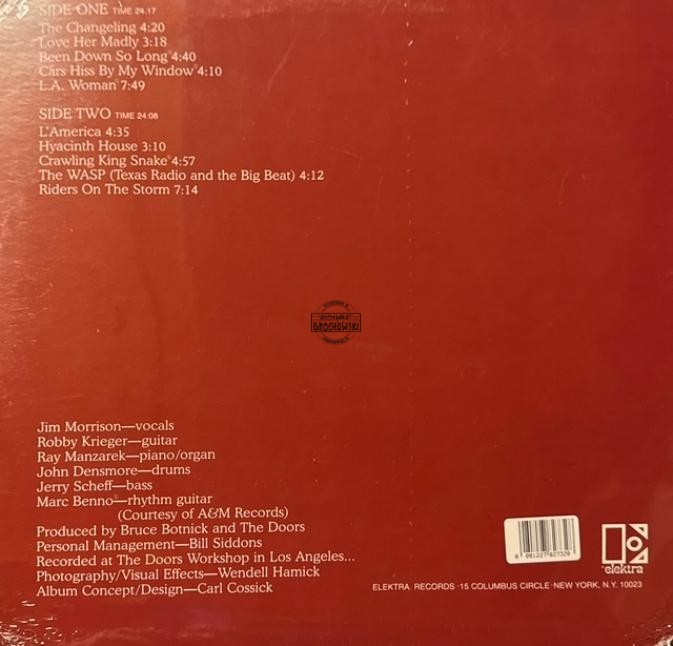 SIDE ONE TIME 24:17
The Changeling 4:20
Love Her Madly 3:18
Been Down So Long 4:40
Cars Hiss By My Window 4:10
L.A. Woman 7:49
SIDE TWO TIME 24:08
L'America 4:35
Hyacinth House 3:10
Crawling King Snake 4:57
The WASP (Texas Radio and the Big Beat) 4:12
Riders On The Storm 7:14
GROCHOWSKI
Jim Morrison—vocals
Robby Krieger—guitar
Ray Manzarek—piano/organ
John Densmore—drums
Jerry Scheff—bass
Marc Benno—rhythm guitar
(Courtesy of A&M Records)
Produced by Bruce Botnick and The Doors
Personal Management—Bill Siddons
Recorded at The Doors Workshop in Los Angeles...
Photography/Visual Effects—Wendell Hamick
Album Concept/Design—Carl Cossick
elektra
ELEKTRA RECORDS · 15 COLUMBUS CIRCLE · NEW YORK, N.Y. 10023